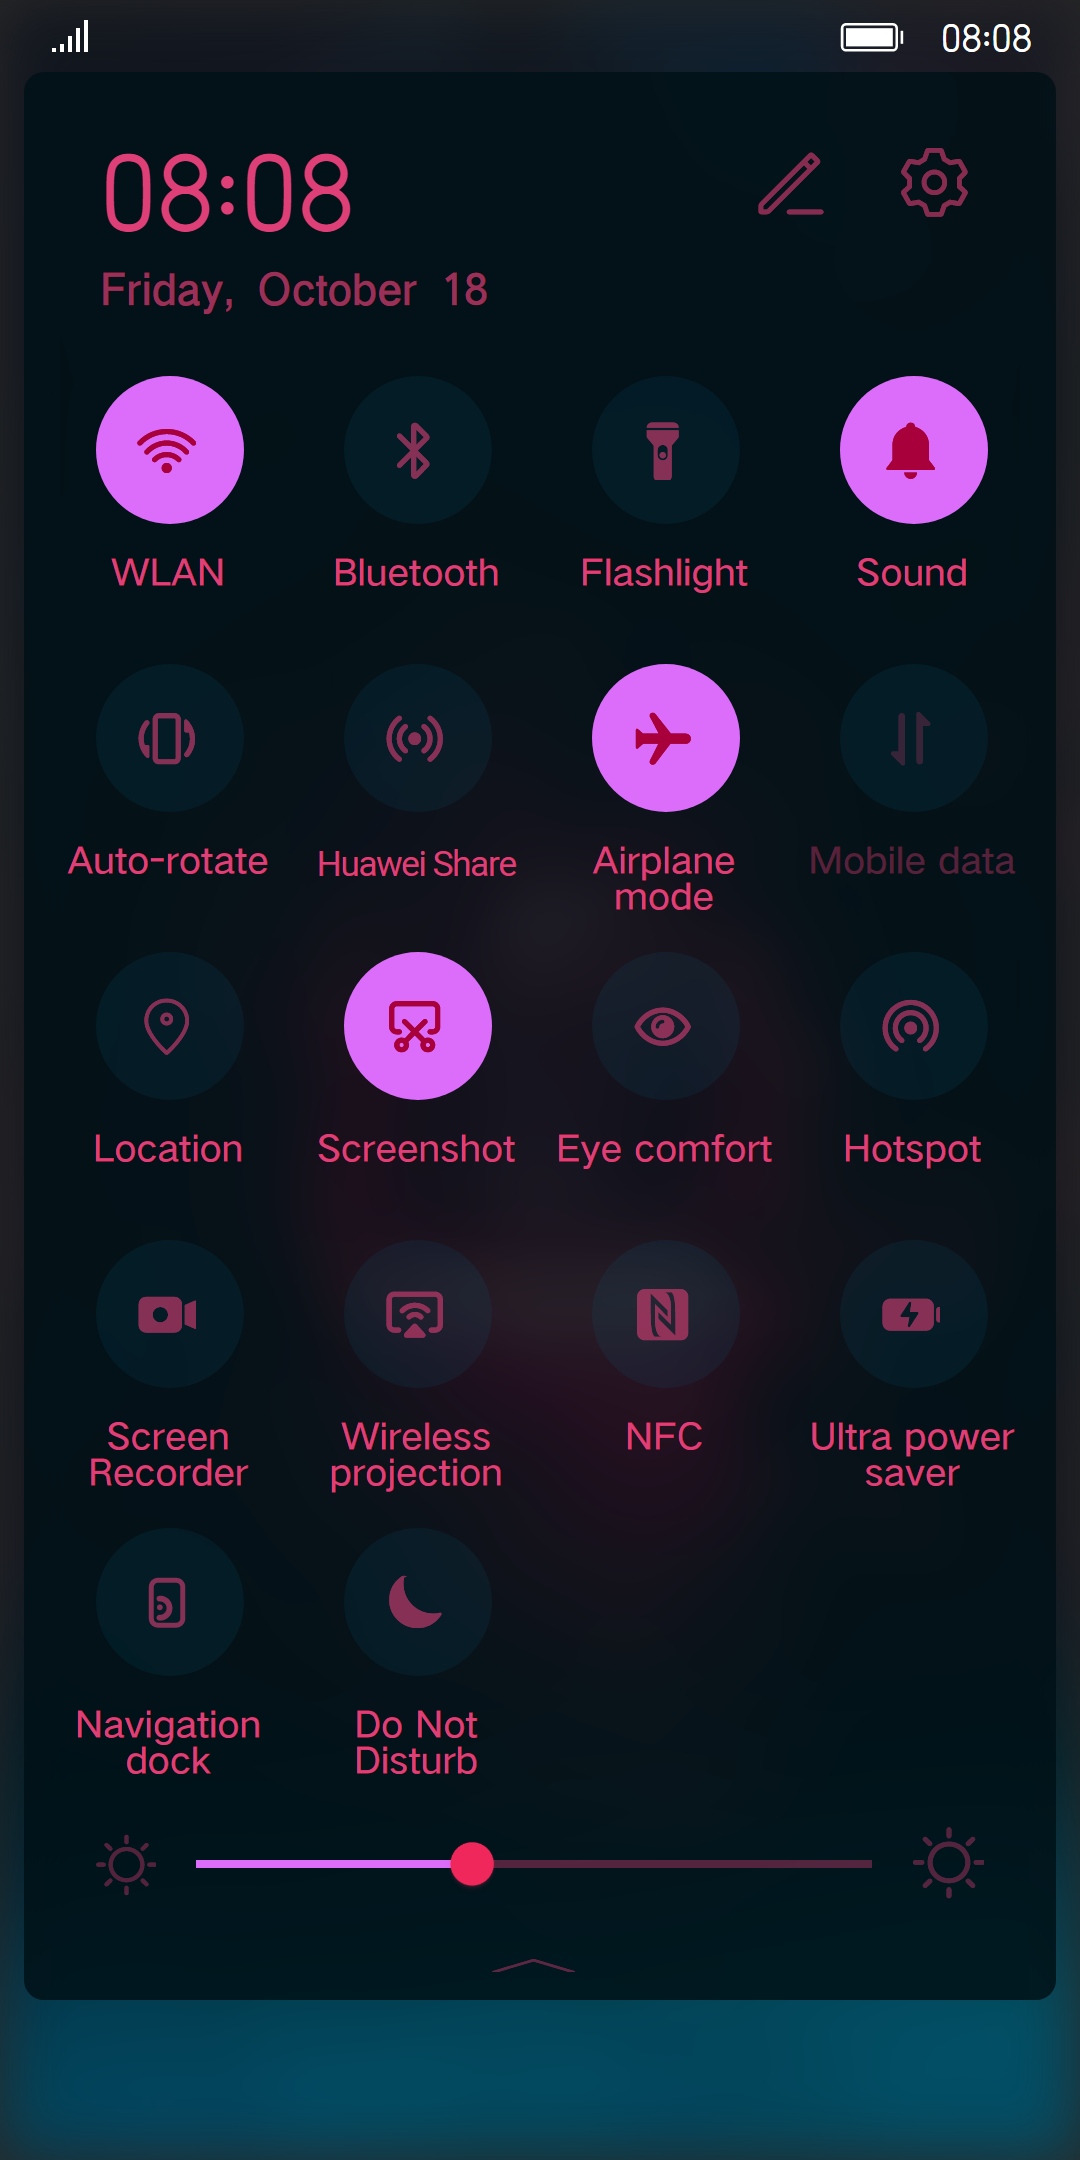 08:08
08:08
Friday, October 18
WLAN
Bluetooth
Flashlight
Sound
Auto-rotate
Huawei Share
Airplane
mode
Mobile data
Location
Screenshot
Eye comfort
Hotspot
Screen
Recorder
Wireless
projection
NFC
Ultra power
saver
Navigation
dock
Do Not
Disturb